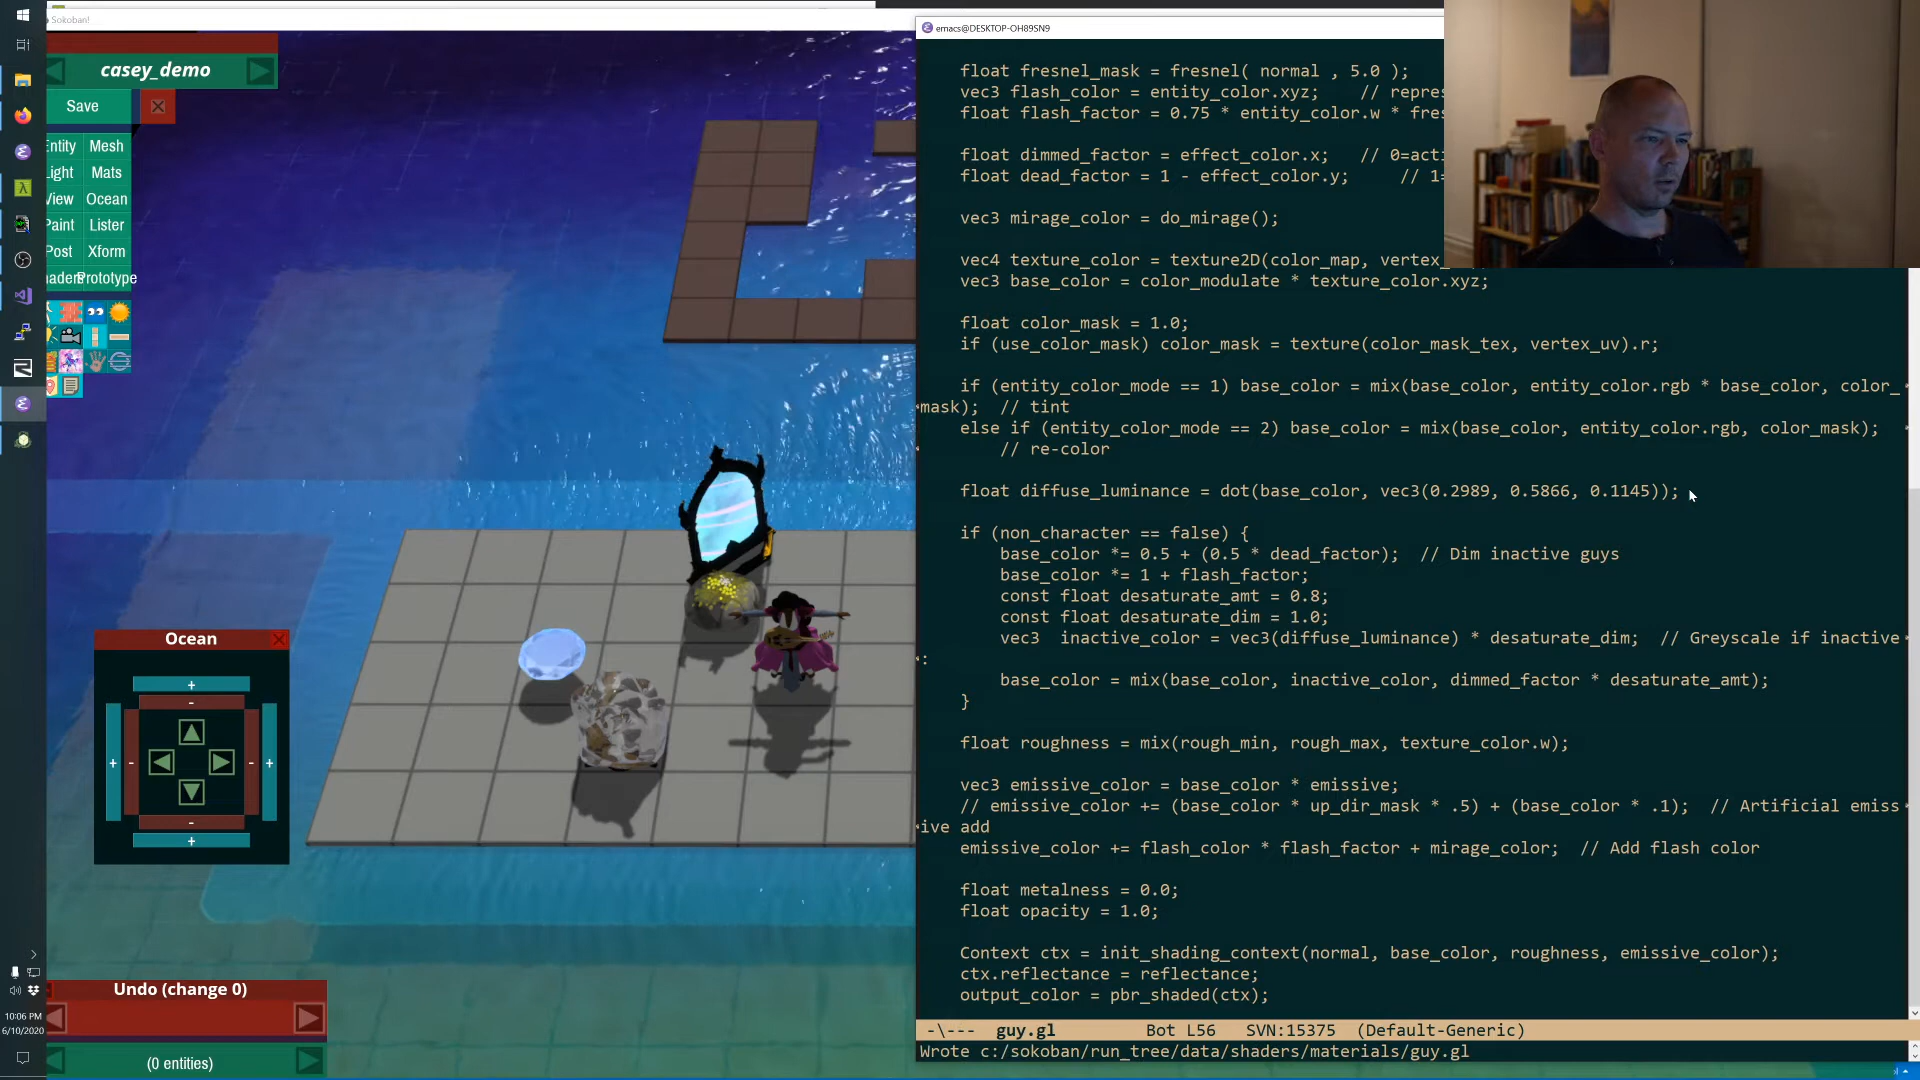 Sokoban!
casey_demo
Save
Entity Mesh
Light Mats
View Ocean
Paint Lister
Post Xform
Prototype
Ocean
+
-
+ - - +
-
+
Undo (change 0)
(0 entities)
10:06 PM
6/10/2020
emacs@DESKTOP-OH89SN9
float fresnel_mask = fresnel( normal , 5.0 );
vec3 flash_color = entity_color.xyz; // repres
float flash_factor = 0.75 * entity_color.w * fres
float dimmed_factor = effect_color.x; // 0=acti
float dead_factor = 1 - effect_color.y; // 1=
vec3 mirage_color = do_mirage();
vec4 texture_color = texture2D(color_map, vertex_
vec3 base_color = color_modulate * texture_color.xyz;
float color_mask = 1.0;
if (use_color_mask) color_mask = texture(color_mask_tex, vertex_uv).r;
if (entity_color_mode == 1) base_color = mix(base_color, entity_color.rgb * base_color, color_
mask); // tint
else if (entity_color_mode == 2) base_color = mix(base_color, entity_color.rgb, color_mask);
// re-color
float diffuse_luminance = dot(base_color, vec3(0.2989, 0.5866, 0.1145));
if (non_character == false) {
base_color *= 0.5 + (0.5 * dead_factor); // Dim inactive guys
base_color *= 1 + flash_factor;
const float desaturate_amt = 0.8;
const float desaturate_dim = 1.0;
vec3 inactive_color = vec3(diffuse_luminance) * desaturate_dim; // Greyscale if inactive
:
base_color = mix(base_color, inactive_color, dimmed_factor * desaturate_amt);
}
float roughness = mix(rough_min, rough_max, texture_color.w);
vec3 emissive_color = base_color * emissive;
// emissive_color += (base_color * up_dir_mask * .5) + (base_color * .1); // Artificial emiss
ive add
emissive_color += flash_color * flash_factor + mirage_color; // Add flash color
float metalness = 0.0;
float opacity = 1.0;
Context ctx = init_shading_context(normal, base_color, roughness, emissive_color);
ctx.reflectance = reflectance;
output_color = pbr_shaded(ctx);
-\--- guy.gl Bot L56 SVN:15375 (Default-Generic)
Wrote c:/sokoban/run_tree/data/shaders/materials/guy.gl